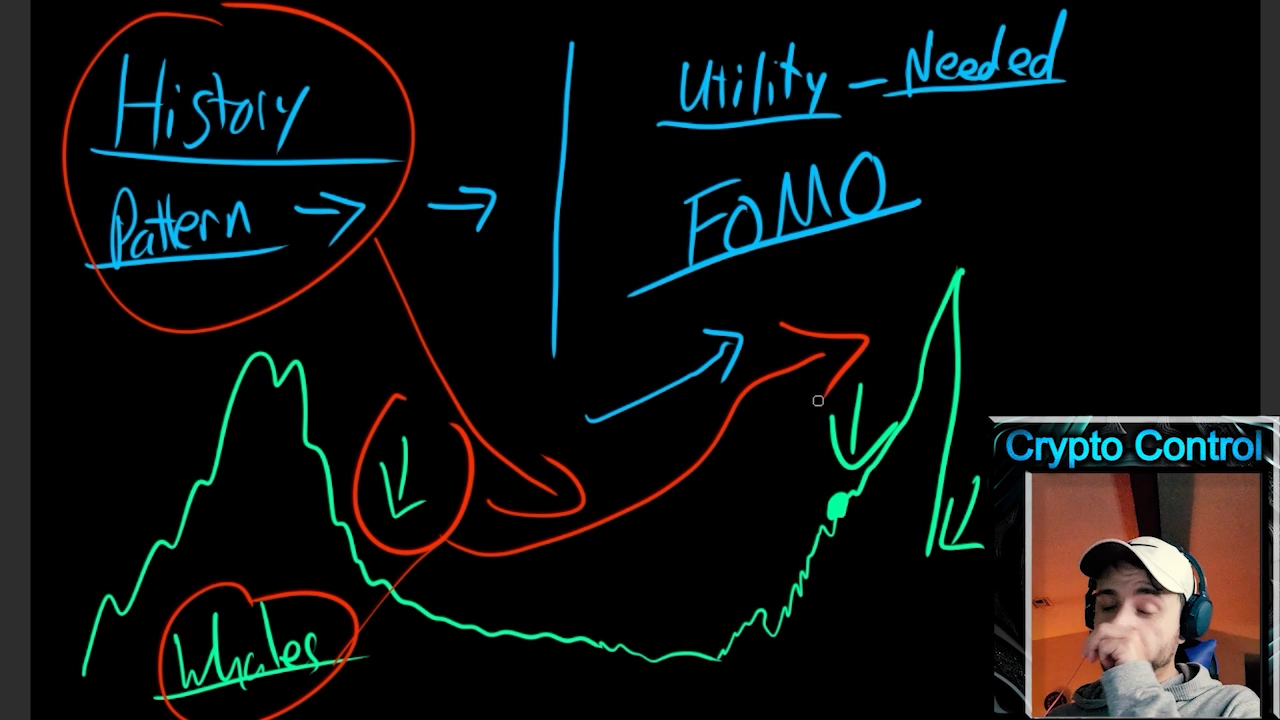 History
Pattern
Utility - Needed
FOMO
Whales
Crypto Control